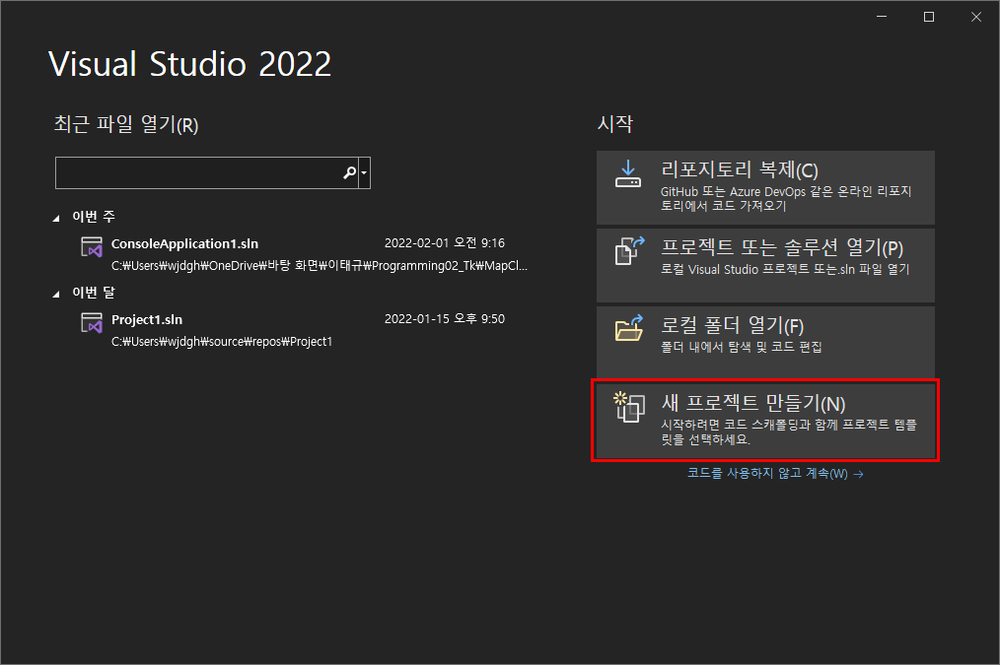 Visual Studio 2022
최근 파일 열기(R)
이번 주
ConsoleApplication1.sln
2022-02-01 오전 9:16
C:₩Users₩wjdgh₩OneDrive₩바탕 화면₩이태규₩Programming02_Tk₩MapCl...
이번 달
Project1.sln
2022-01-15 오후 9:50
C:₩Users₩wjdgh₩source₩repos₩Project1
시작
리포지토리 복제(C)
GitHub 또는 Azure DevOps 같은 온라인 리포지
토리에서 코드 가져오기
프로젝트 또는 솔루션 열기(P)
로컬 Visual Studio 프로젝트 또는.sln 파일 열기
로컬 폴더 열기(F)
폴더 내에서 탐색 및 코드 편집
새 프로젝트 만들기(N)
시작하려면 코드 스캐폴딩과 함께 프로젝트 템플
릿을 선택하세요.
코드를 사용하지 않고 계속(W) →